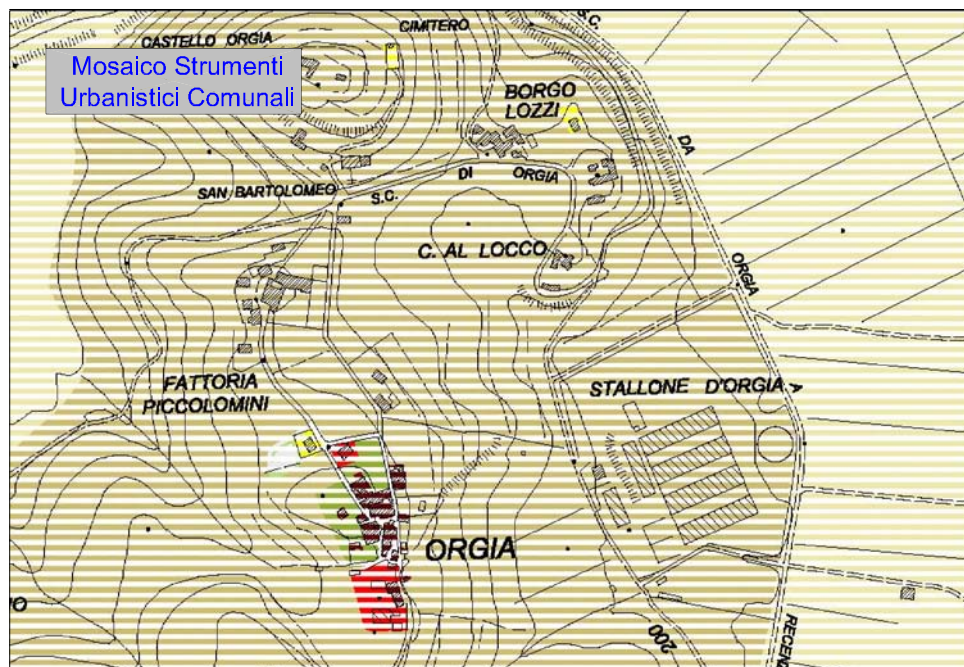 CASTELLO ORGIA
CIMITERO
S.C.
Mosaico Strumenti
Urbanistici Comunali
BORGO
LOZZI
DA
SAN BARTOLOMEO
S.C.
DI
ORGIA
C. AL LOCCO
ORGIA
FATTORIA
PICCOLOMINI
STALLONE D'ORGIA
A
ORGIA
200